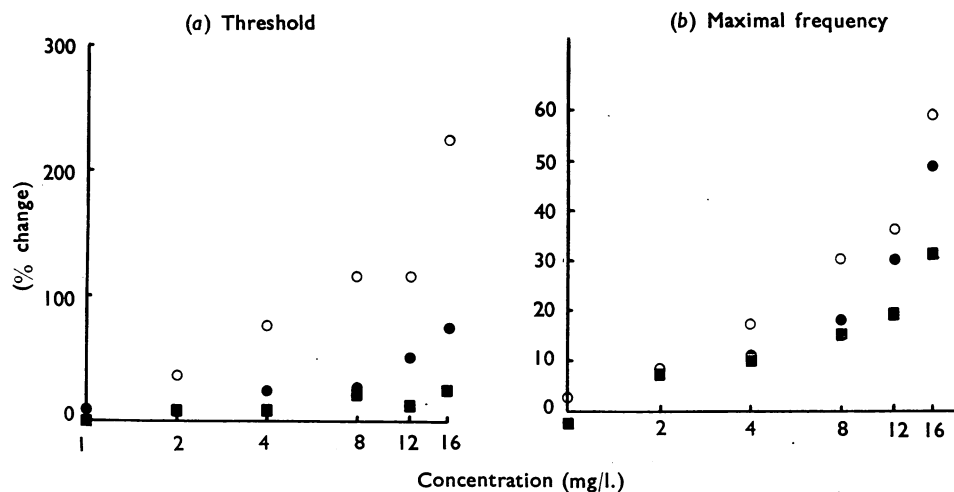 (a) Threshold
(b) Maximal frequency
300
200
100
0
(% change)
1 2 4 8 12 16
60
50
40
30
20
10
0
2 4 8 12 16
Concentration (mg/l.)